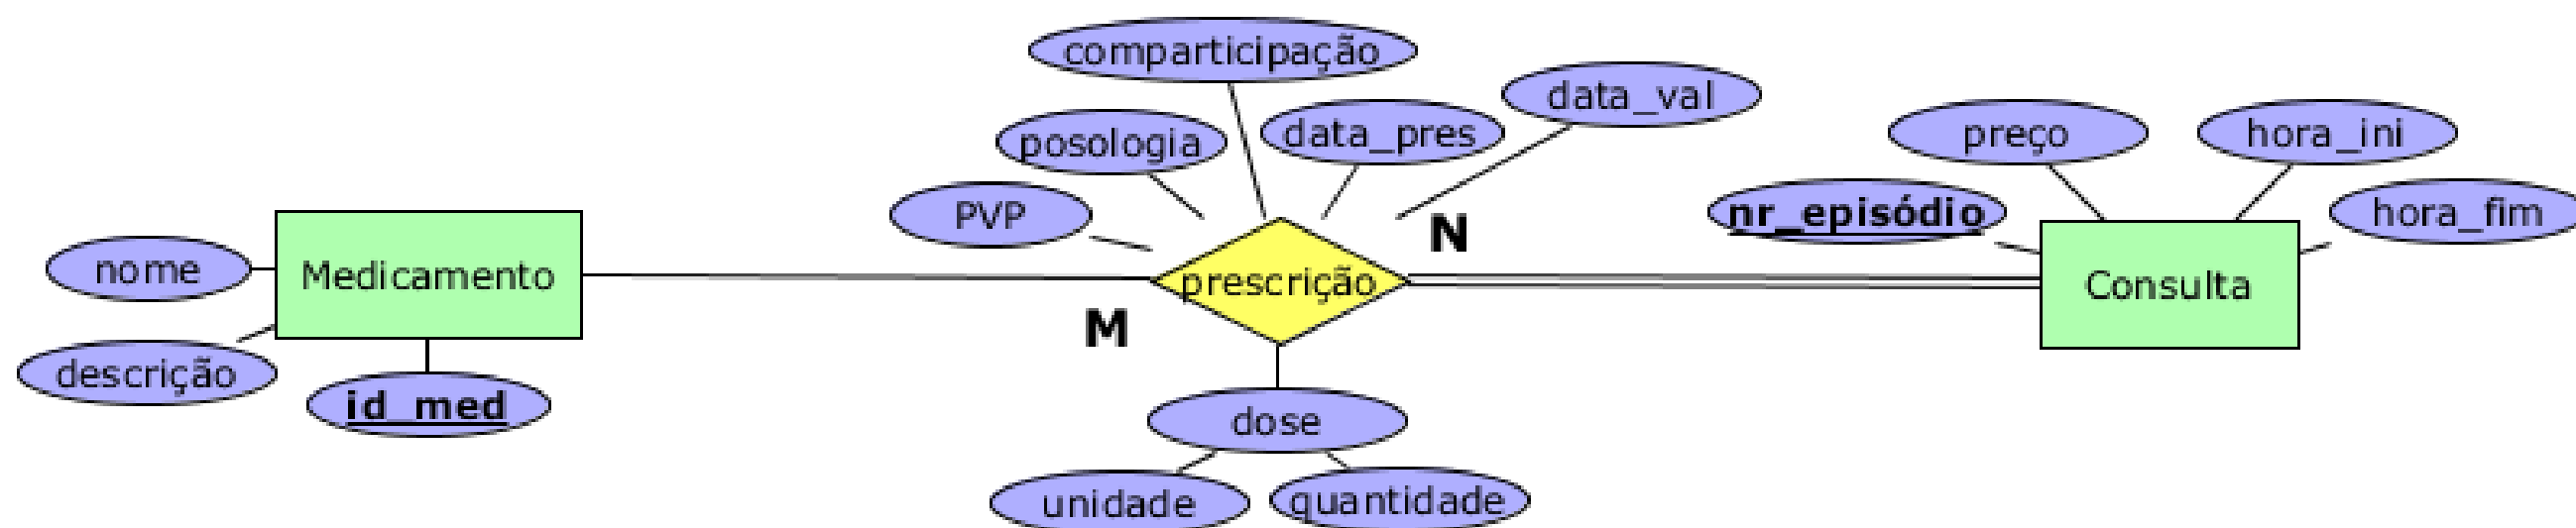 comparticipação
data_val
posologia
data_pres
preço
hora_ini
PVP
N
nr_episódio
hora_fim
nome
Medicamento
prescrição
Consulta
M
descrição
id_med
dose
unidade
quantidade